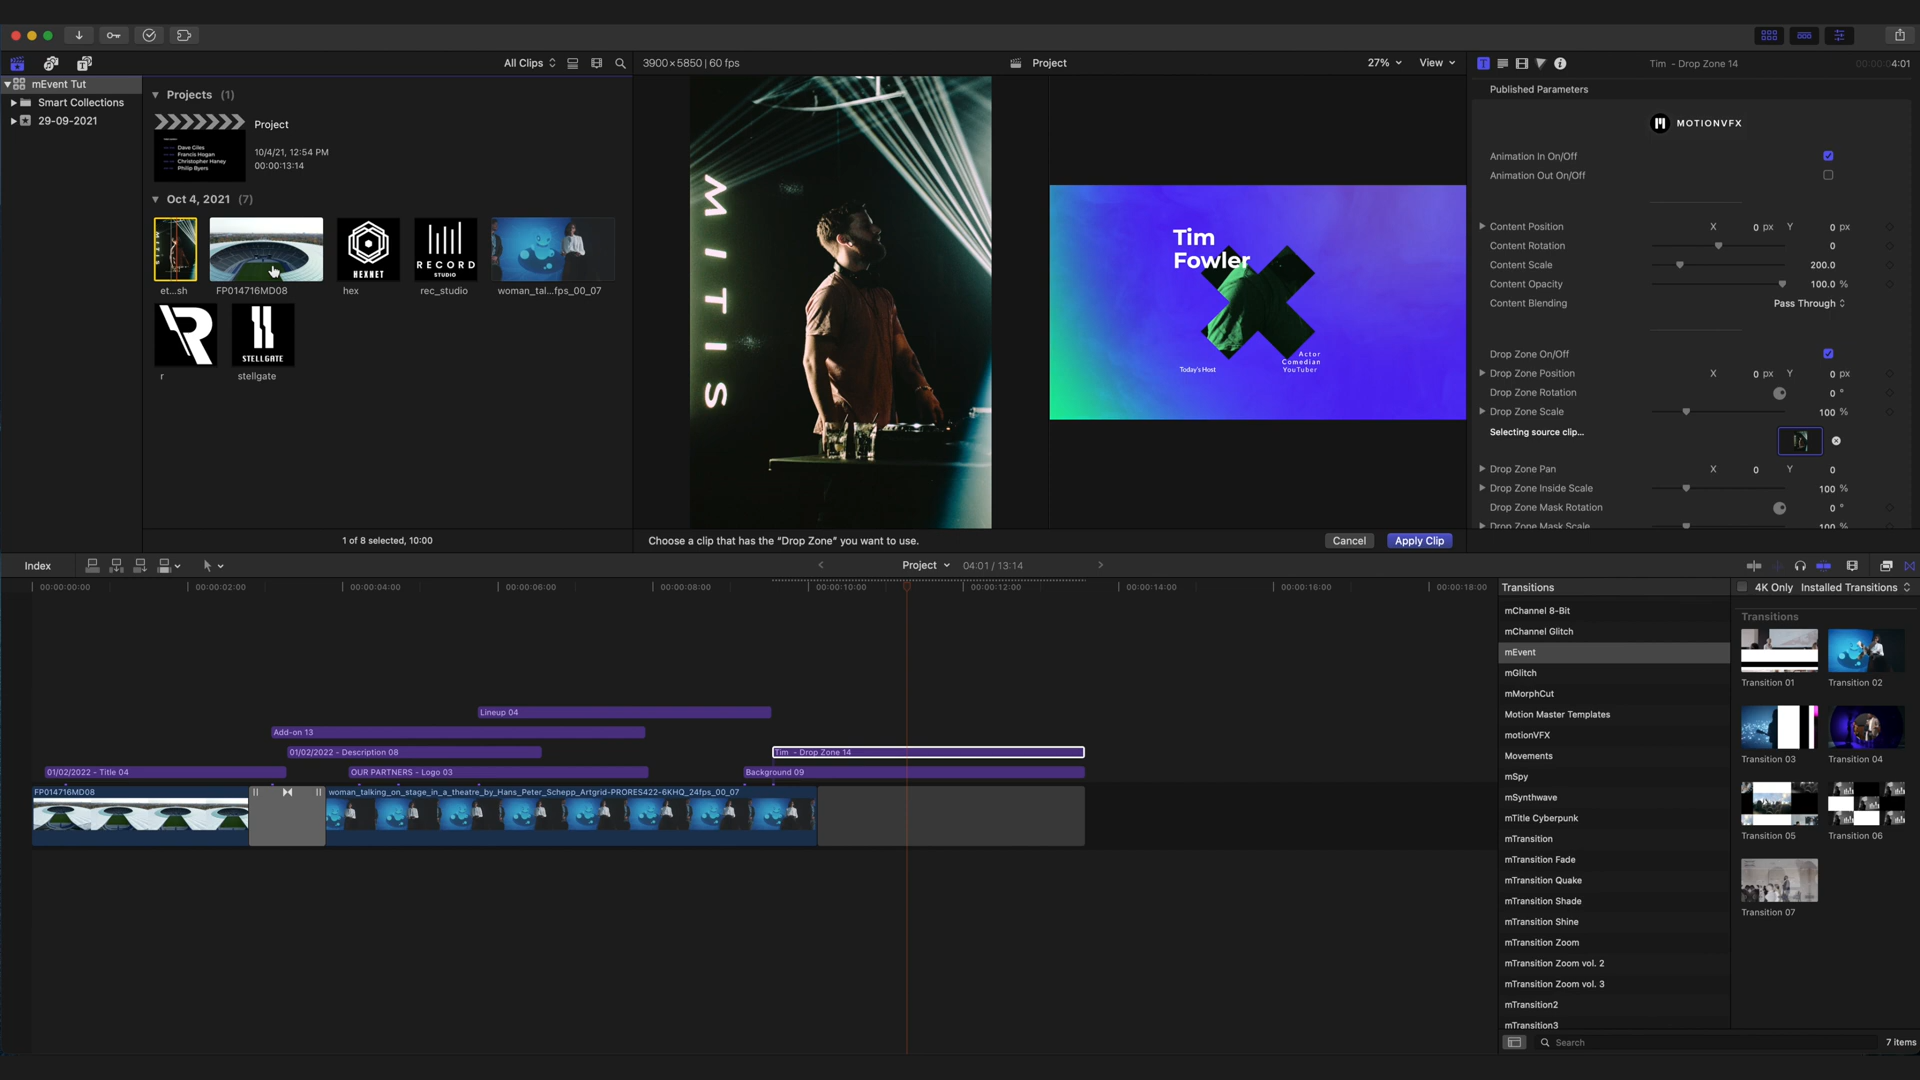 All Clips
3900×5850 | 60 fps
Project
27%
View
Tim - Drop Zone 14
4:01
mEvent Tut
Smart Collections
29-09-2021
Projects (1)
Project
10/4/21, 12:54 PM
00:00:13:14
Dave Giles
Francis Hogan
Christopher Haney
Philip Byers
Oct 4, 2021 (7)
HEXNET
RECORD
STUDIO
et...sh
FP014716MD08
hex
rec_studio
woman_tal...fps_00_07
STELLGATE
r
stellgate
1 of 8 selected, 10:00
MITIS
MITIS
Tim
Fowler
Today's Host
Actor
Comedian
YouTuber
Choose a clip that has the “Drop Zone” you want to use.
Cancel
Apply Clip
Published Parameters
MOTIONVFX
Animation In On/Off
Animation Out On/Off
Content Position X 0 px Y 0 px
Content Rotation 0
Content Scale 200.0
Content Opacity 100.0 %
Content Blending Pass Through
Drop Zone On/Off
Drop Zone Position X 0 px Y 0 px
Drop Zone Rotation 0 °
Drop Zone Scale 100 %
Selecting source clip...
Drop Zone Pan X 0 Y 0
Drop Zone Inside Scale 100 %
Drop Zone Mask Rotation 0 °
Drop Zone Mask Scale 100 %
Index
Project
04:01 / 13:14
00:00:00:00
00:00:02:00
00:00:04:00
00:00:06:00
00:00:08:00
00:00:10:00
00:00:12:00
00:00:14:00
00:00:16:00
00:00:18:00
Lineup 04
Add-on 13
01/02/2022 - Description 08
Tim - Drop Zone 14
01/02/2022 - Title 04
OUR PARTNERS - Logo 03
Background 09
FP014716MD08
woman_talking_on_stage_in_a_theatre_by_Hans_Peter_Schepp_Artgrid-PRORES422-6KHQ_24fps_00_07
Transitions
4K Only
Installed Transitions
mChannel 8-Bit
mChannel Glitch
mEvent
mGlitch
mMorphCut
Motion Master Templates
motionVFX
Movements
mSpy
mSynthwave
mTitle Cyberpunk
mTransition
mTransition Fade
mTransition Quake
mTransition Shade
mTransition Shine
mTransition Zoom
mTransition Zoom vol. 2
mTransition Zoom vol. 3
mTransition2
mTransition3
Transitions
Transition 01
Transition 02
Transition 03
Transition 04
Transition 05
Transition 06
Transition 07
Search
7 items